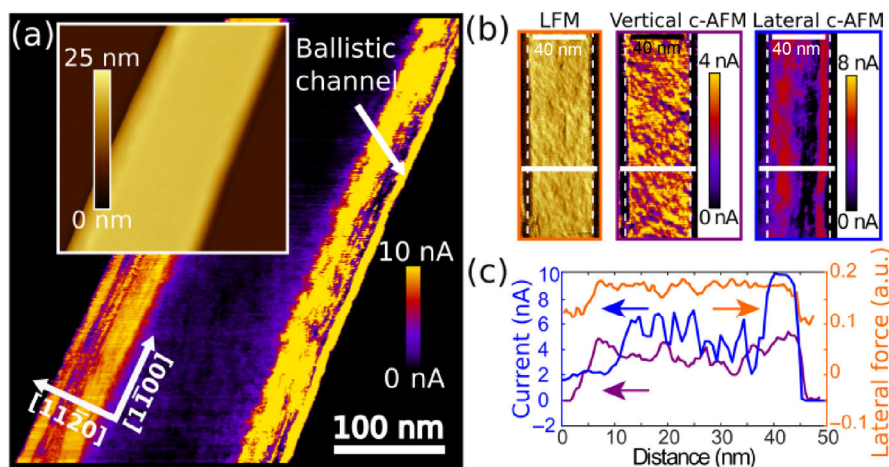 (a)
25 nm
0 nm
Ballistic
channel
10 nA
0 nA
[112̄0]
[11̄00]
100 nm
(b)
LFM
Vertical c-AFM
Lateral c-AFM
40 nm
40 nm
40 nm
4 nA
0 nA
8 nA
0 nA
(c)
Current (nA)
10
8
6
4
2
0
−2
0.2
0.1
0
−0.1
Lateral force (a.u.)
0
10
20
30
40
50
Distance (nm)